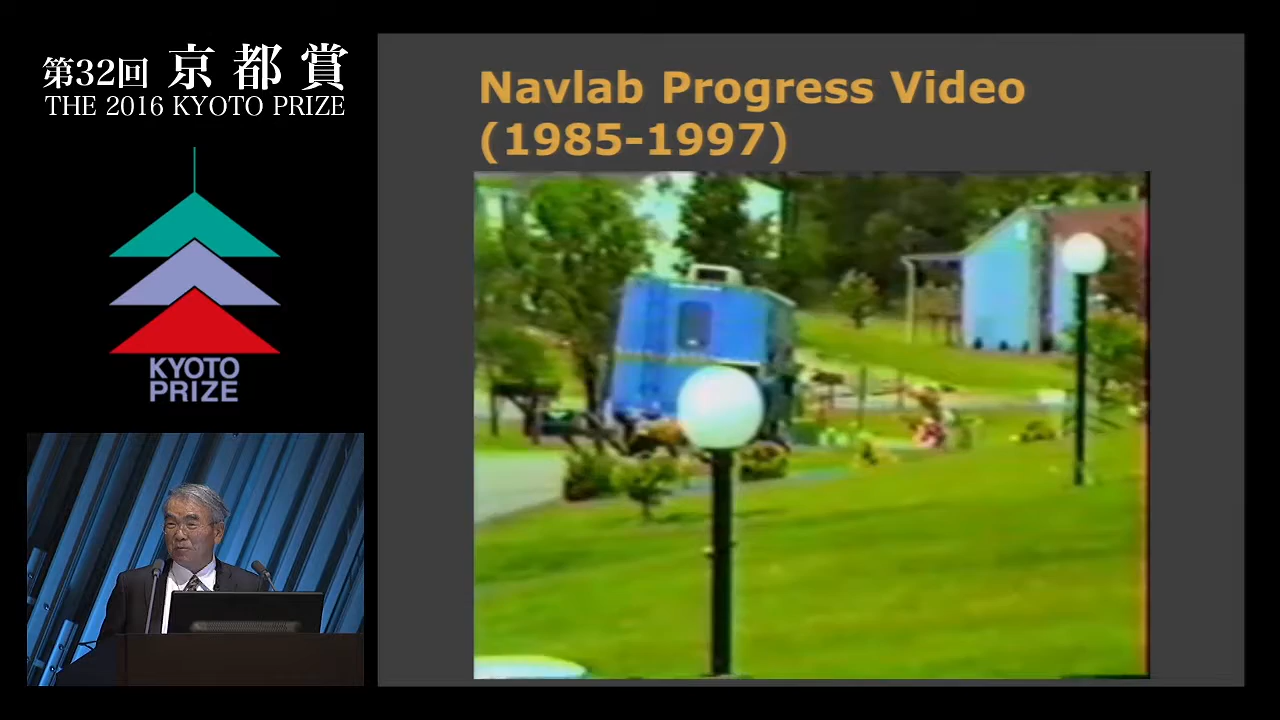 第32回 京都賞
THE 2016 KYOTO PRIZE
KYOTO
PRIZE
Navlab Progress Video
(1985-1997)